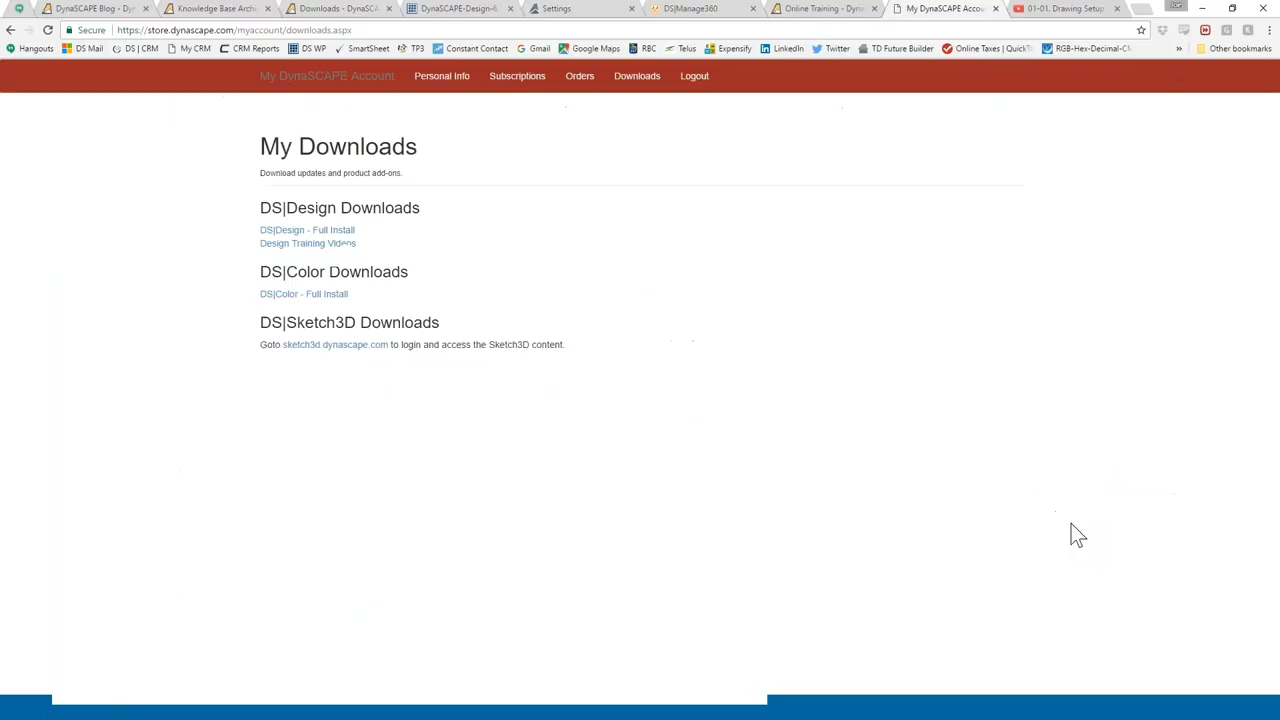 DynaSCAPE Blog - Dy
Knowledge Base Archi
Downloads - DynaSCA
DynaSCAPE-Design-6
Settings
DS|Manage360
Online Training - Dyn
My DynaSCAPE Accou
01-01. Drawing Setup
Secure
https://store.dynascape.com/myaccount/downloads.aspx
Hangouts
DS Mail
DS | CRM
My CRM
CRM Reports
DS WP
SmartSheet
TP3
Constant Contact
Gmail
Google Maps
RBC
Telus
Expensify
LinkedIn
Twitter
TD Future Builder
Online Taxes | QuickT
RGB-Hex-Decimal-C
Other bookmarks
My DynaSCAPE Account
Personal Info
Subscriptions
Orders
Downloads
Logout
My Downloads
Download updates and product add-ons.
DS|Design Downloads
DS|Design - Full Install
Design Training Videos
DS|Color Downloads
DS|Color - Full Install
DS|Sketch3D Downloads
Goto sketch3d.dynascape.com to login and access the Sketch3D content.